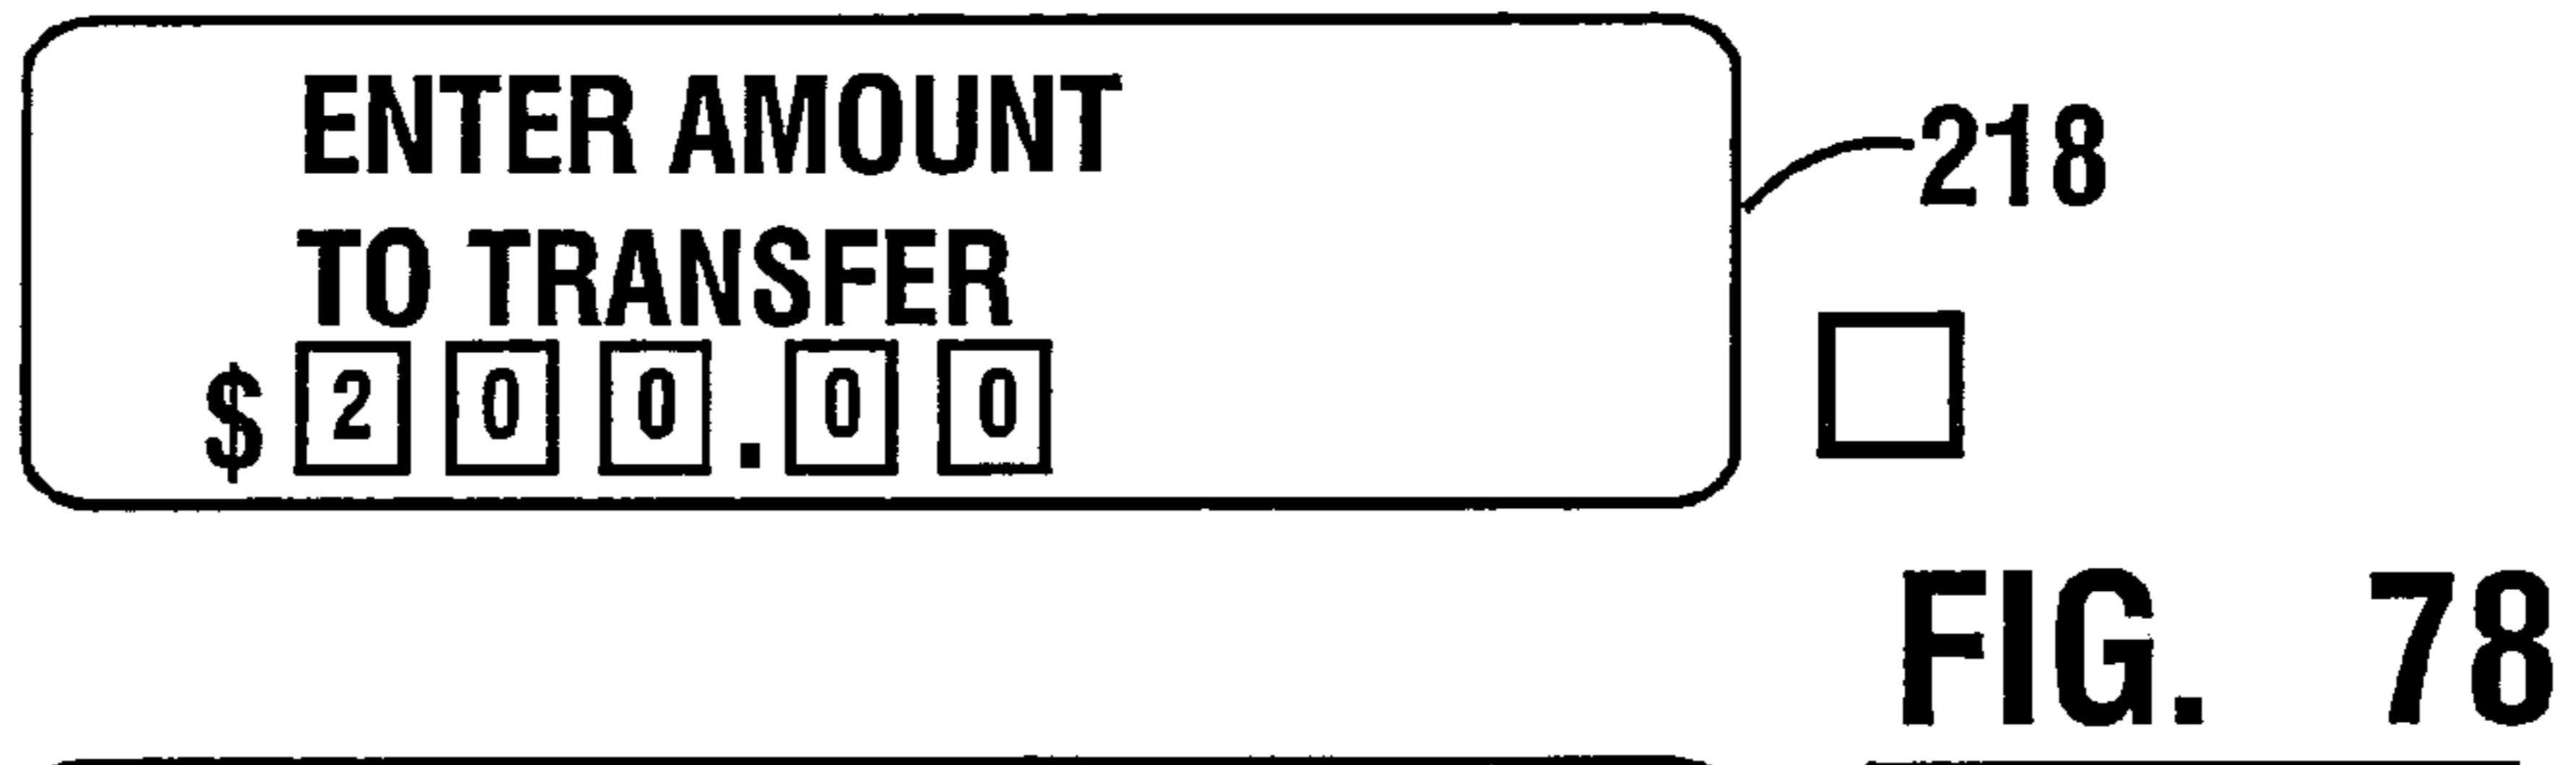 ENTER AMOUNT
TO TRANSFER
$ 2 0 0 . 0 0
218
FIG. 78